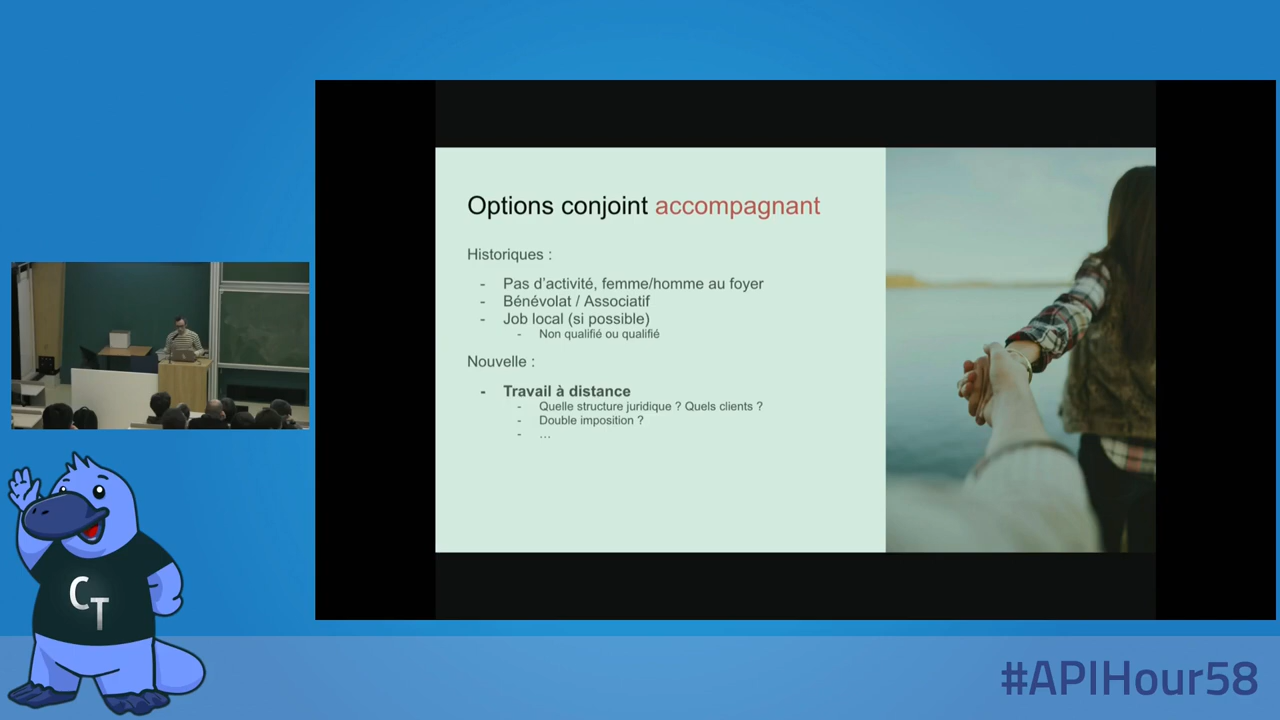 Options conjoint accompagnant
Historiques :
- Pas d'activité, femme/homme au foyer
- Bénévolat / Associatif
- Job local (si possible)
- Non qualifié ou qualifié
Nouvelle :
- Travail à distance
- Quelle structure juridique ? Quels clients ?
- Double imposition ?
- ...
CT
#APIHour58